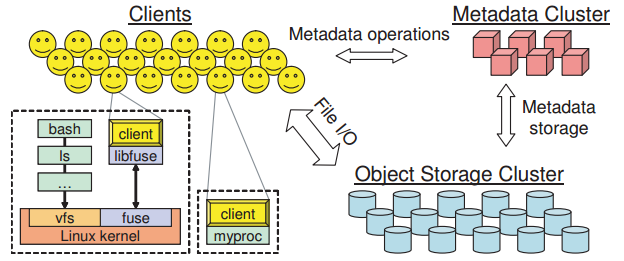 Clients
Metadata Cluster
Metadata operations
File I/O
Metadata
storage
Object Storage Cluster
bash
ls
...
client
libfuse
vfs
fuse
Linux kernel
client
myproc